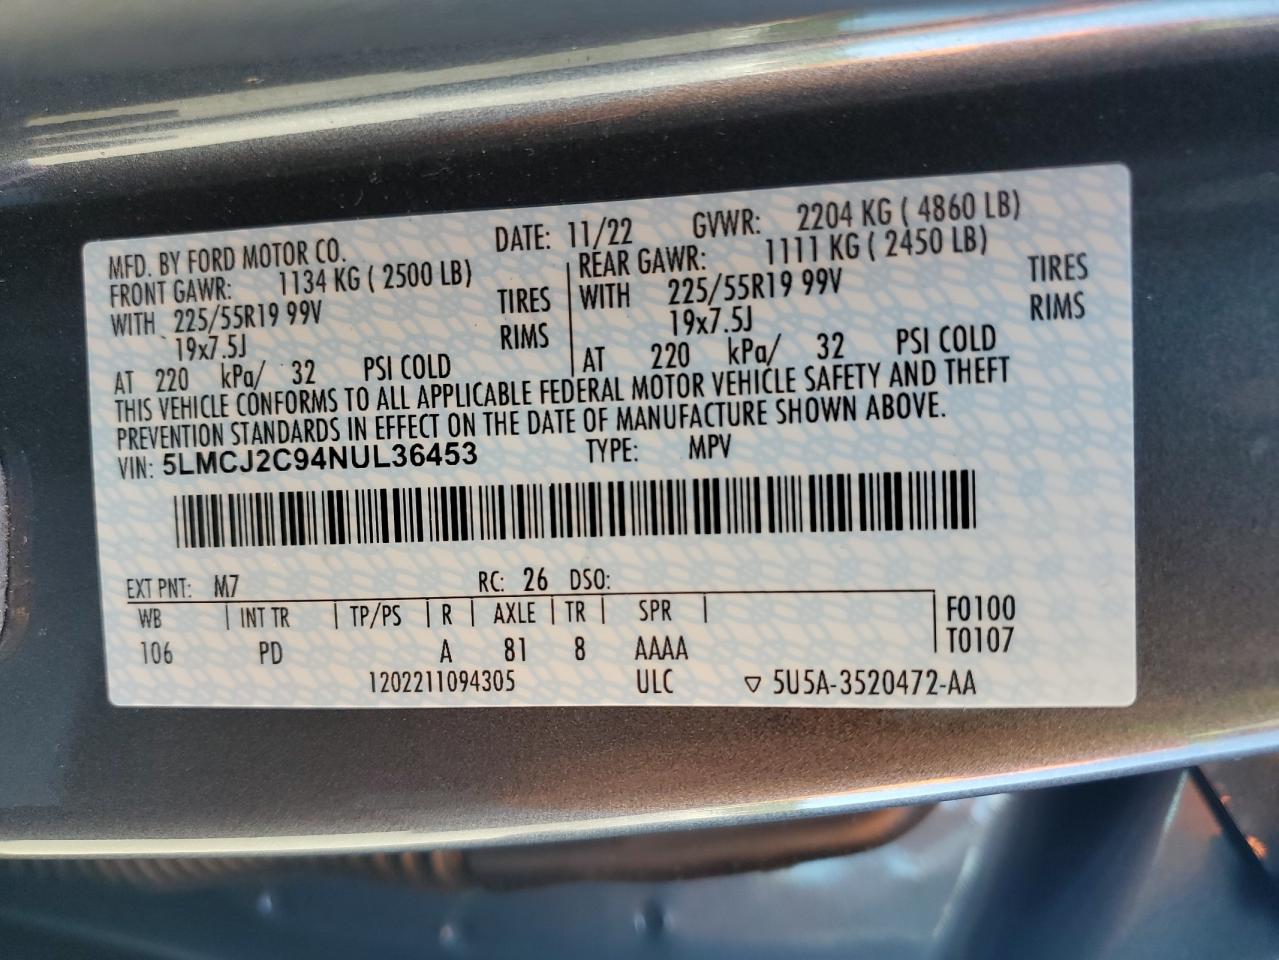 MFD. BY FORD MOTOR CO. DATE: 11/22 GVWR: 2204 KG ( 4860 LB)
FRONT GAWR: 1134 KG ( 2500 LB) REAR GAWR: 1111 KG ( 2450 LB)
WITH 225/55R19 99V TIRES WITH 225/55R19 99V TIRES
19x7.5J RIMS 19x7.5J RIMS
AT 220 kPa/ 32 PSI COLD AT 220 kPa/ 32 PSI COLD
THIS VEHICLE CONFORMS TO ALL APPLICABLE FEDERAL MOTOR VEHICLE SAFETY AND THEFT
PREVENTION STANDARDS IN EFFECT ON THE DATE OF MANUFACTURE SHOWN ABOVE.
VIN: 5LMCJ2C94NUL36453 TYPE: MPV
EXT PNT: M7 RC: 26 DSO:
WB INT TR TP/PS R AXLE TR SPR F0100
106 PD A 81 8 AAAA T0107
1202211094305 ULC ▽ 5U5A-3520472-AA